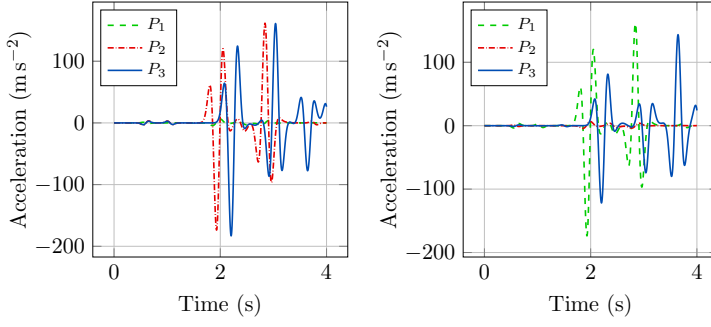 P₁
P₂
P₃
100
0
−100
−200
Acceleration (m s⁻²)
0
2
4
Time (s)
P₁
P₂
P₃
100
0
−100
−200
Acceleration (m s⁻²)
0
2
4
Time (s)